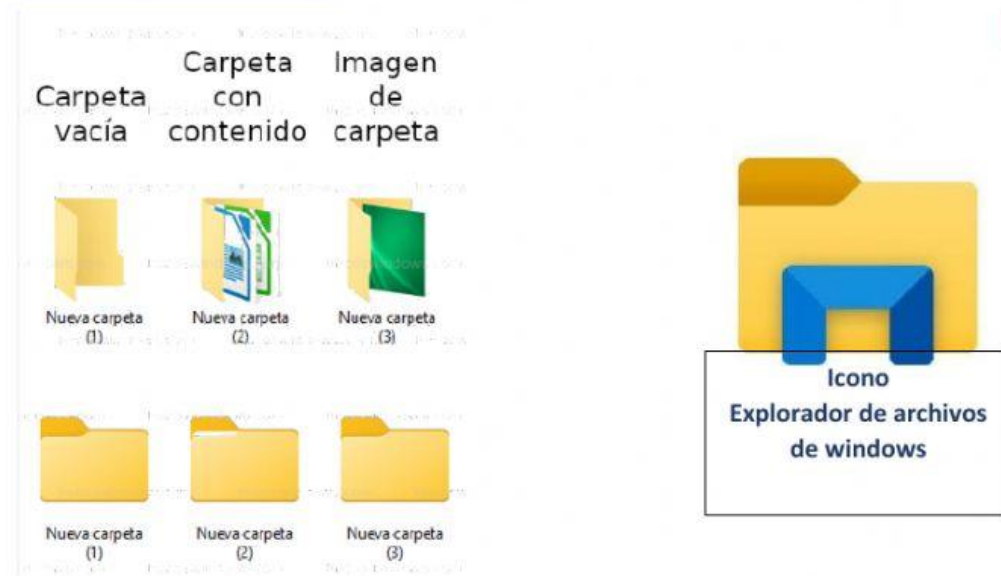 Carpeta
vacía
Carpeta
con
contenido
Imagen
de
carpeta
Nueva carpeta
(1)
Nueva carpeta
(2)
Nueva carpeta
(3)
Nueva carpeta
(1)
Nueva carpeta
(2)
Nueva carpeta
(3)
Icono
Explorador de archivos
de windows